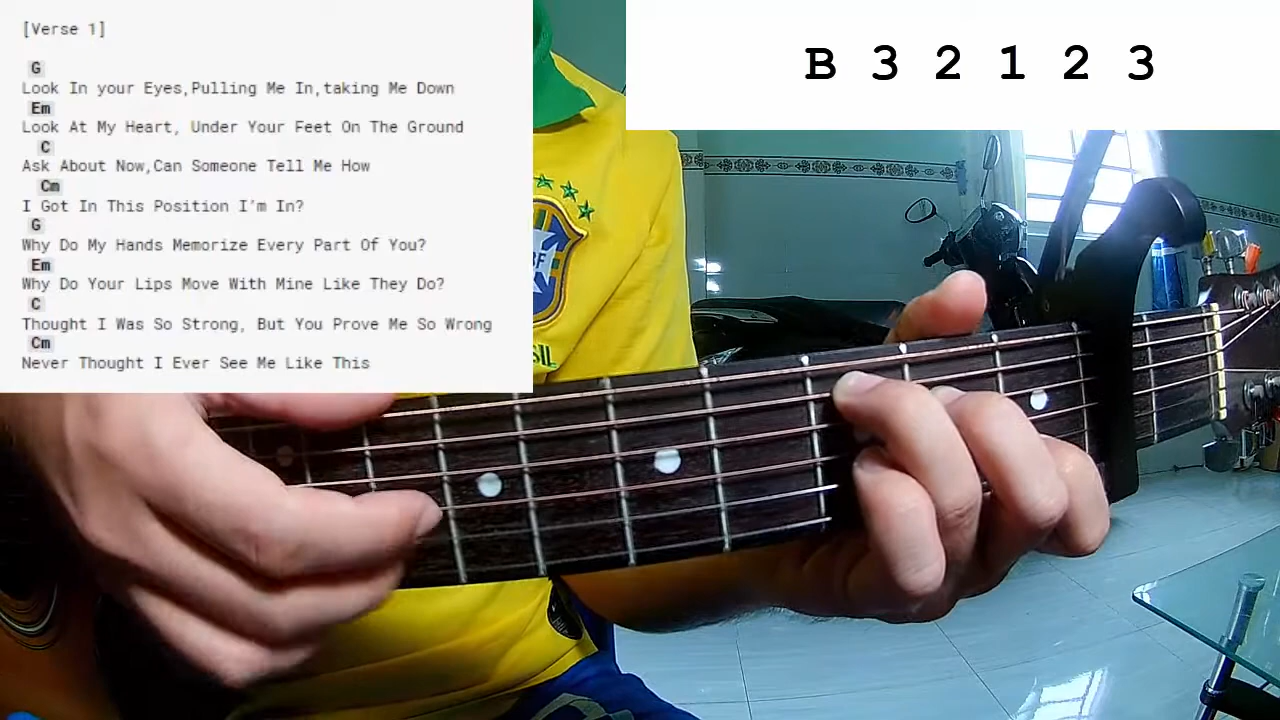 [Verse 1]
G
Look In your Eyes,Pulling Me In,taking Me Down
Em
Look At My Heart, Under Your Feet On The Ground
C
Ask About Now,Can Someone Tell Me How
Cm
I Got In This Position I'm In?
G
Why Do My Hands Memorize Every Part Of You?
Em
Why Do Your Lips Move With Mine Like They Do?
C
Thought I Was So Strong, But You Prove Me So Wrong
Cm
Never Thought I Ever See Me Like This
B 3 2 1 2 3
BF
SIL